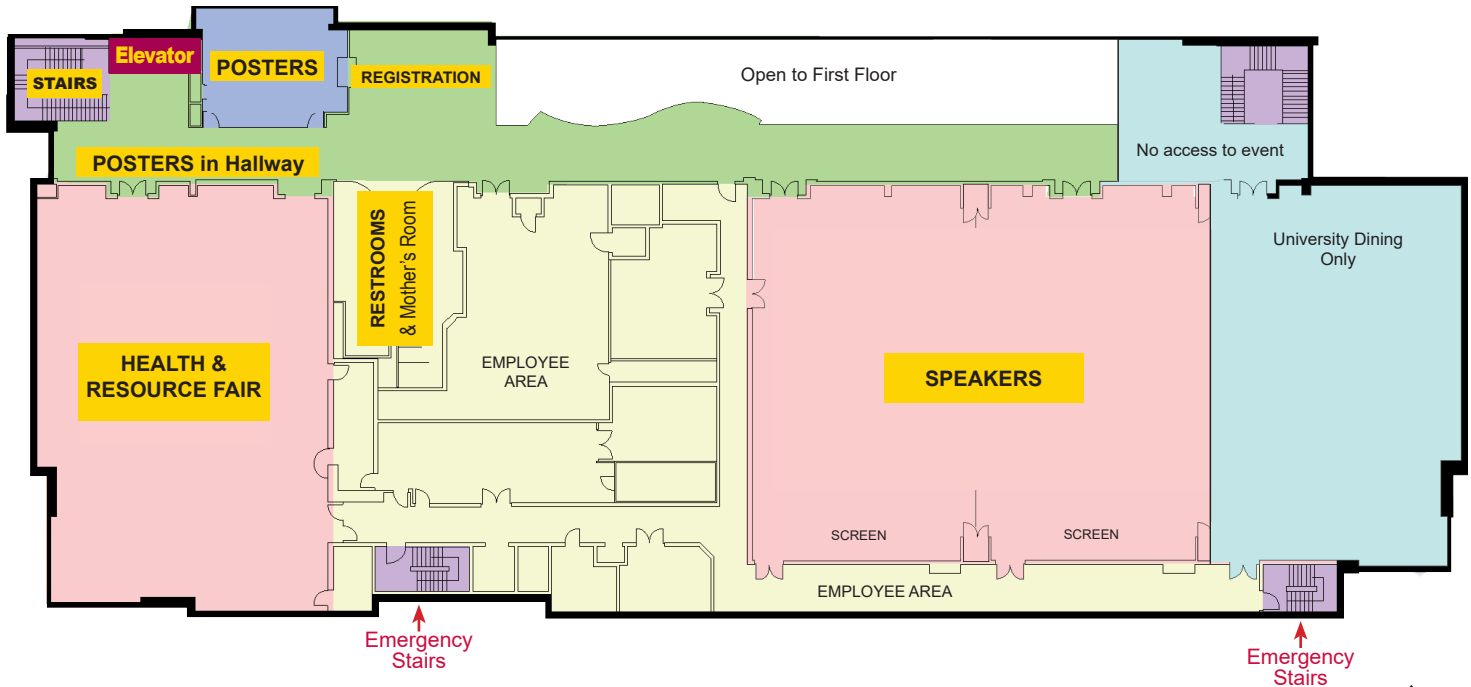 Elevator
STAIRS
POSTERS
REGISTRATION
Open to First Floor
POSTERS in Hallway
No access to event
RESTROOMS
& Mother's Room
University Dining
Only
HEALTH &
RESOURCE FAIR
EMPLOYEE
AREA
SPEAKERS
SCREEN
SCREEN
EMPLOYEE AREA
Emergency
Stairs
Emergency
Stairs